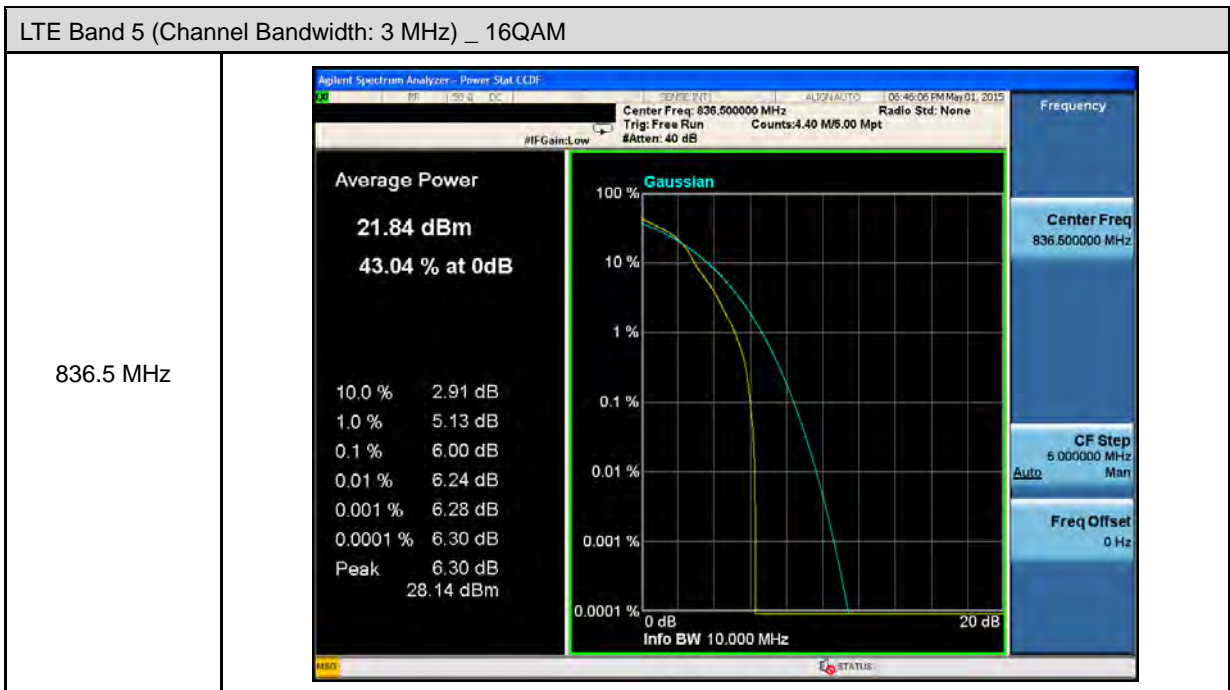 LTE Band 5 (Channel Bandwidth: 3 MHz) _ 16QAM
836.5 MHz
Agilent Spectrum Analyzer - Power Stat CCDF
RF 50 Ω DC SENSE:INT ALIGN AUTO 06:46:06 PM May 01, 2015
Center Freq: 836.500000 MHz Radio Std: None
Trig: Free Run Counts:4.40 M/5.00 Mpt
#IFGain:Low #Atten: 40 dB
Frequency
Average Power
21.84 dBm
43.04 % at 0dB
10.0 % 2.91 dB
1.0 % 5.13 dB
0.1 % 6.00 dB
0.01 % 6.24 dB
0.001 % 6.28 dB
0.0001 % 6.30 dB
Peak 6.30 dB
28.14 dBm
Gaussian
100 %
10 %
1 %
0.1 %
0.01 %
0.001 %
0.0001 %
0 dB 20 dB
Info BW 10.000 MHz
Center Freq
836.500000 MHz
CF Step
5.000000 MHz
Auto Man
Freq Offset
0 Hz
MSG STATUS